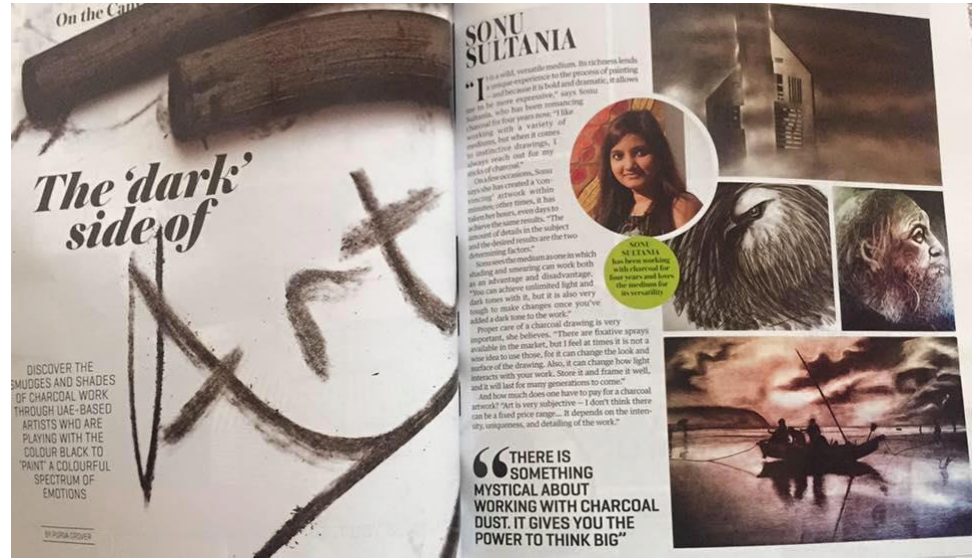 On the Can
The 'dark'
side of
Art
DISCOVER THE
SMUDGES AND SHADES
OF CHARCOAL WORK
THROUGH UAE-BASED
ARTISTS WHO ARE
PLAYING WITH THE
COLOUR BLACK TO
'PAINT' A COLOURFUL
SPECTRUM OF
EMOTIONS
BY PURVA GROVER
SONU
SULTANIA
"It is a wild, versatile medium. Its richness lends
a unique experience to the process of painting
– and because it is bold and dramatic, it allows
me to be more expressive," says Sonu
Sultania, who has been romancing
charcoal for four years now. "I like
working with a variety of
mediums, but when it comes
to instinctive drawings, I
always reach out for my
sticks of charcoal."
On a few occasions, Sonu
says she has created a 'con-
vincing' artwork within
minutes; other times, it has
taken her hours, even days to
achieve the same results. "The
amount of details in the subject
and the desired results are the two
determining factors."
Sonu sees the medium as one in which
shading and smearing can work both
as an advantage and disadvantage.
"You can achieve unlimited light and
dark tones with it, but it is also very
tough to make changes once you've
added a dark tone to the work."
Proper care of a charcoal drawing is very
important, she believes. "There are fixative sprays
available in the market, but I feel at times it is not a
wise idea to use those, for it can change the look and
surface of the drawing. Also, it can change how light
interacts with your work. Store it and frame it well,
and it will last for many generations to come."
And how much does one have to pay for a charcoal
artwork? "Art is very subjective – I don't think there
can be a fixed price range... It depends on the inten-
sity, uniqueness, and detailing of the work."
SONU
SULTANIA
has been working
with charcoal for
four years and loves
the medium for
its versatility
"THERE IS
SOMETHING
MYSTICAL ABOUT
WORKING WITH CHARCOAL
DUST. IT GIVES YOU THE
POWER TO THINK BIG"